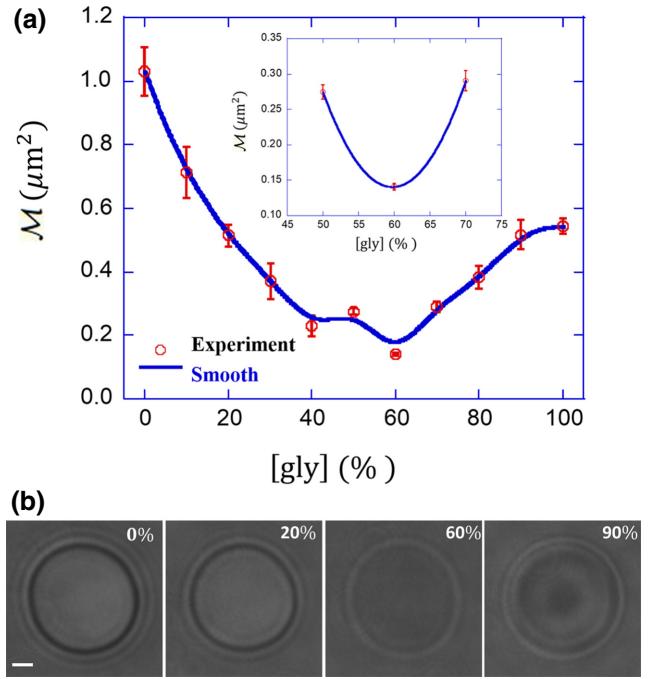 (a)
1.2
1.0
0.8
0.6
0.4
0.2
0.0
ℳ (μm²)
0 20 40 60 80 100
[gly] (%)
Experiment
Smooth
0.35
0.30
0.25
0.20
0.15
0.10
ℳ (μm²)
45 50 55 60 65 70 75
[gly] (%)
(b)
0% 20% 60% 90%